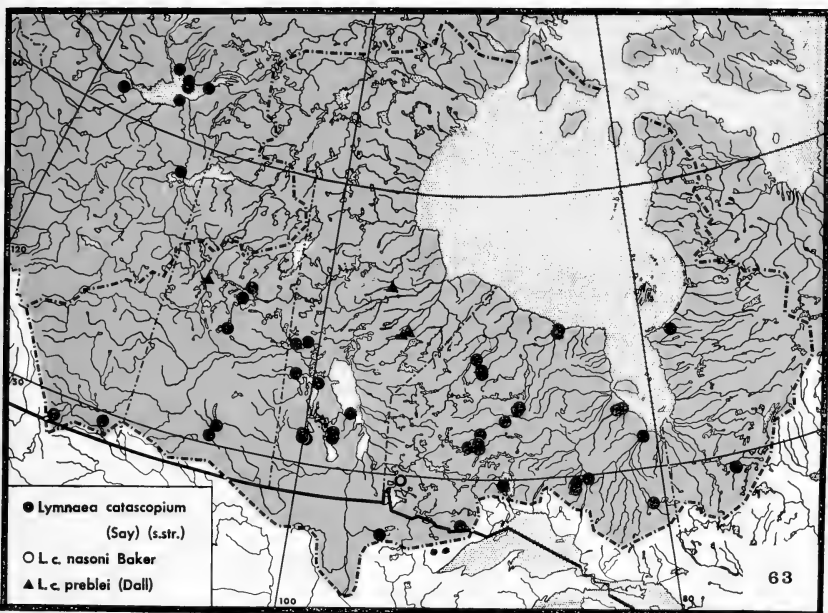 60
120
50
Lymnaea catascopium
(Say) (s.str.)
L. c. nasoni Baker
L. c. preblei (Dall)
100
80
63